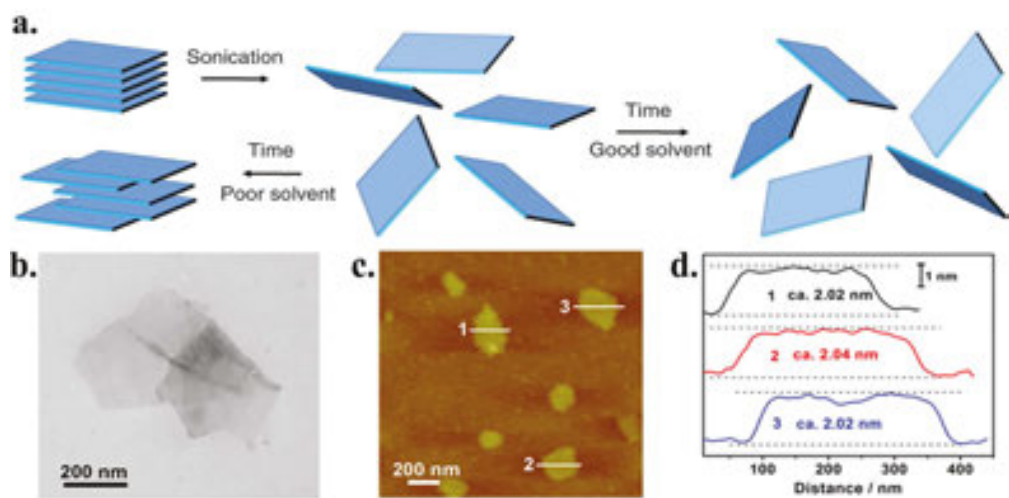 a.
Sonication
Time
Good solvent
Time
Poor solvent
b.
200 nm
c.
1
3
2
200 nm
d.
1 nm
1 ca. 2.02 nm
2 ca. 2.04 nm
3 ca. 2.02 nm
100 200 300 400
Distance / nm